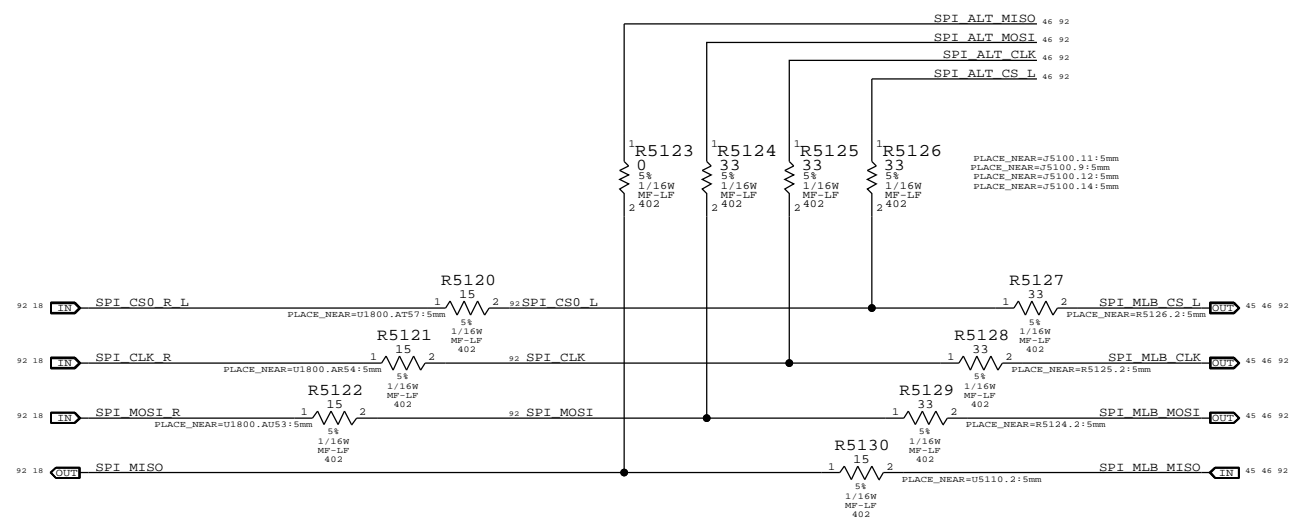 SPI_ALT_MISO 46 92
SPI_ALT_MOSI 46 92
SPI_ALT_CLK 46 92
SPI_ALT_CS_L 46 92
1 R5123 0 5% 1/16W MF-LF 2 402
1 R5124 33 5% 1/16W MF-LF 2 402
1 R5125 33 5% 1/16W MF-LF 2 402
1 R5126 33 5% 1/16W MF-LF 2 402
PLACE_NEAR=J5100.11:5mm
PLACE_NEAR=J5100.9:5mm
PLACE_NEAR=J5100.12:5mm
PLACE_NEAR=J5100.14:5mm
R5120
15
R5127
33
92 18 IN SPI_CS0_R_L 1 2 92 SPI_CS0_L 1 2 SPI_MLB_CS_L OUT 45 46 92
PLACE_NEAR=U1800.AT57:5mm
5%
1/16W
MF-LF
402
PLACE_NEAR=R5126.2:5mm
5%
1/16W
MF-LF
402
R5121
15
R5128
33
92 18 IN SPI_CLK_R 1 2 92 SPI_CLK 1 2 SPI_MLB_CLK OUT 45 46 92
PLACE_NEAR=U1800.AR54:5mm
5%
1/16W
MF-LF
402
PLACE_NEAR=R5125.2:5mm
5%
1/16W
MF-LF
402
R5122
15
R5129
33
92 18 IN SPI_MOSI_R 1 2 92 SPI_MOSI 1 2 SPI_MLB_MOSI OUT 45 46 92
PLACE_NEAR=U1800.AU53:5mm
5%
1/16W
MF-LF
402
PLACE_NEAR=R5124.2:5mm
5%
1/16W
MF-LF
402
R5130
15
92 18 OUT SPI_MISO 1 2 SPI_MLB_MISO IN 45 46 92
PLACE_NEAR=U5110.2:5mm
5%
1/16W
MF-LF
402